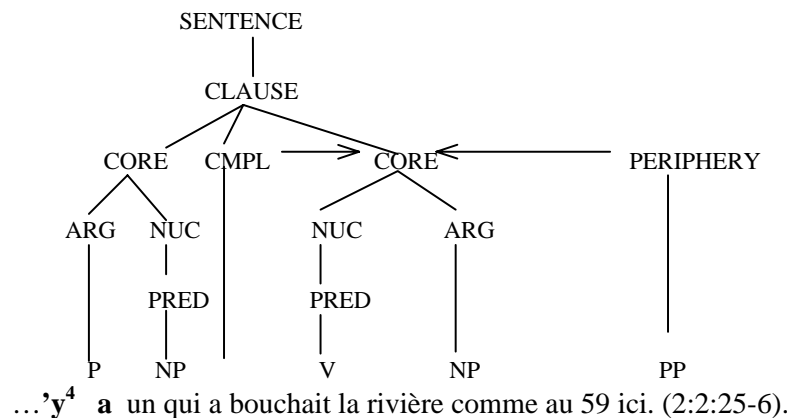 SENTENCE
CLAUSE
CORE CMPL CORE PERIPHERY
ARG NUC NUC ARG
PRED PRED
P NP V NP PP
…’y⁴ a un qui a bouchait la rivière comme au 59 ici. (2:2:25-6).